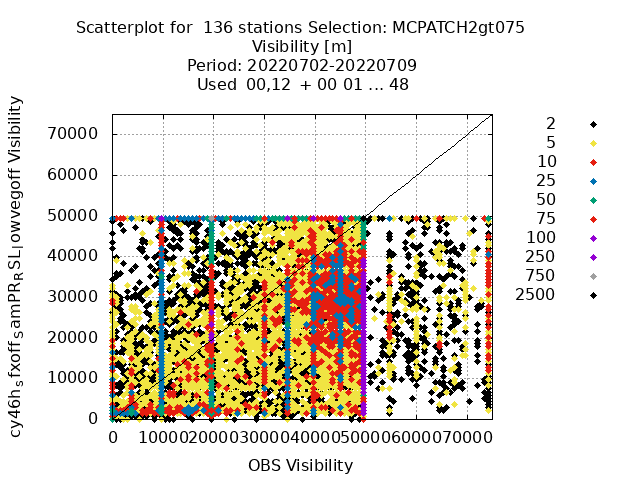 Scatterplot for 136 stations Selection: MCPATCH2gt075
Visibility [m]
Period: 20220702-20220709
Used 00,12 + 00 01 ... 48
cy46h_sfxoff_samPR_RSL_lowvegoff Visibility
70000
60000
50000
40000
30000
20000
10000
0
0 10000 20000 30000 40000 50000 60000 70000
OBS Visibility
2
5
10
25
50
75
100
250
750
2500